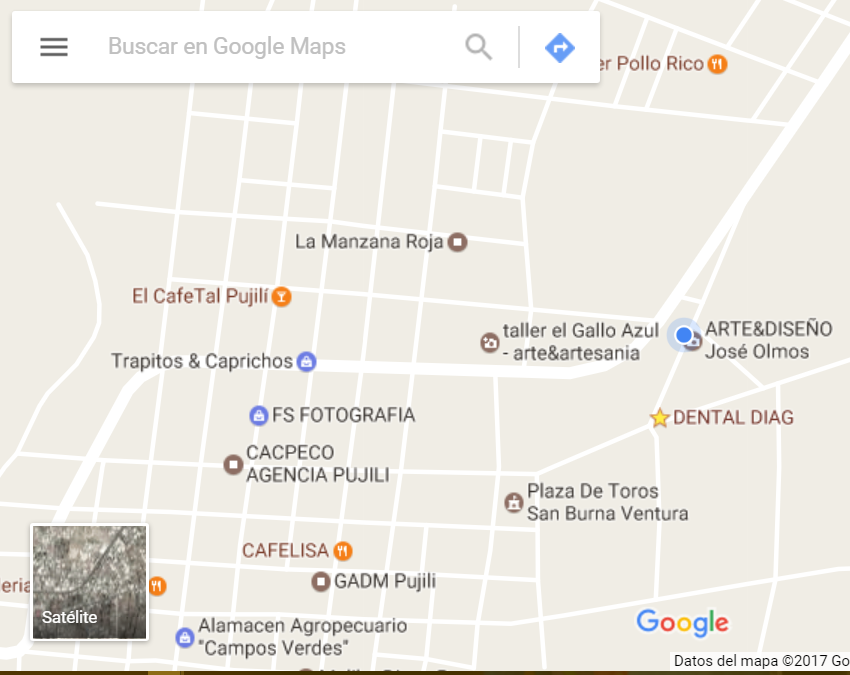 Buscar en Google Maps
er Pollo Rico
La Manzana Roja
El CafeTal Pujilí
taller el Gallo Azul
- arte&artesania
ARTE&DISEÑO
José Olmos
Trapitos & Caprichos
FS FOTOGRAFIA
DENTAL DIAG
CACPECO
AGENCIA PUJILI
Plaza De Toros
San Burna Ventura
CAFELISA
GADM Pujili
leria
Satélite
Alamacen Agropecuario
"Campos Verdes"
Google
Datos del mapa ©2017 Go